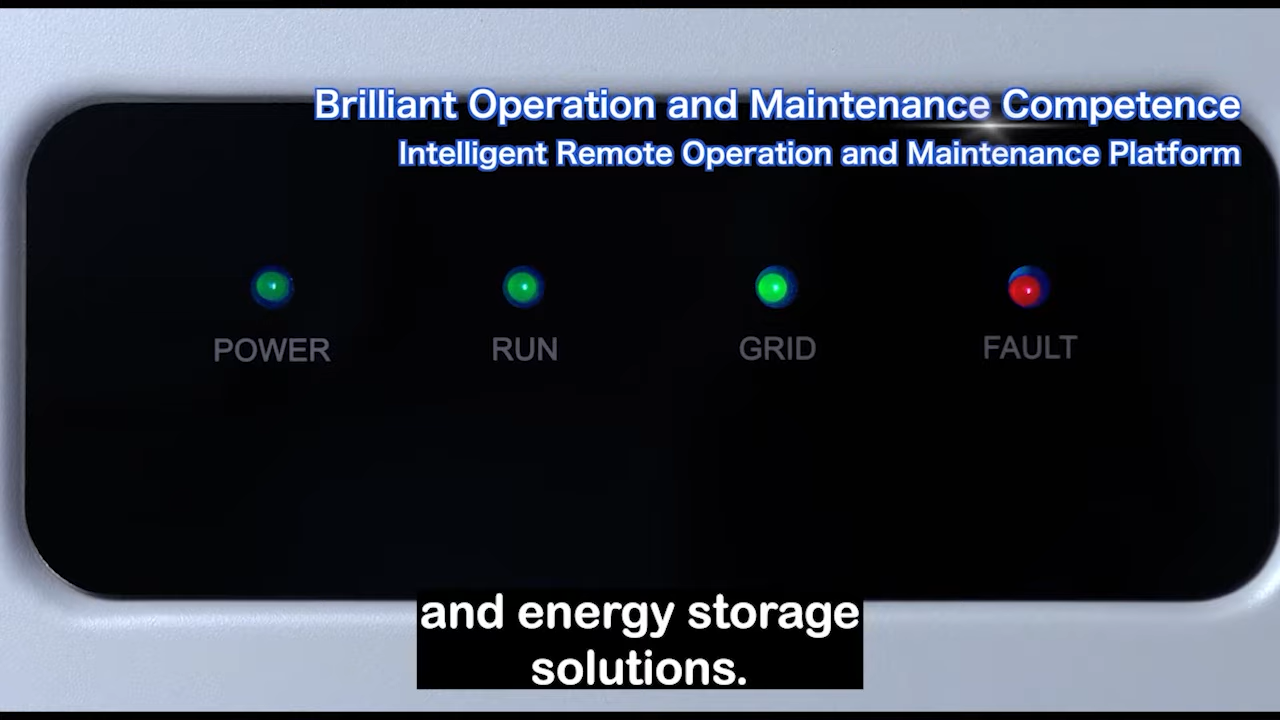 Brilliant Operation and Maintenance Competence
Intelligent Remote Operation and Maintenance Platform
POWER
RUN
GRID
FAULT
and energy storage
solutions.